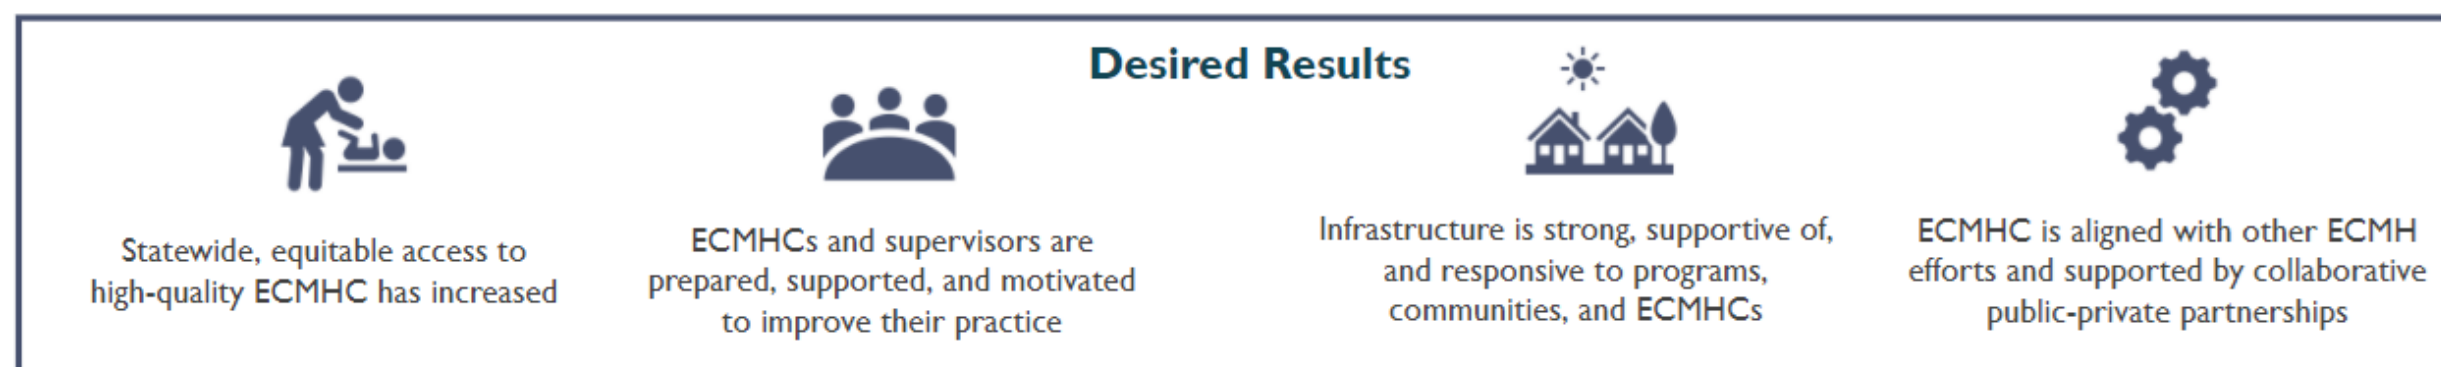 Desired Results
Statewide, equitable access to
high-quality ECMHC has increased
ECMHCs and supervisors are
prepared, supported, and motivated
to improve their practice
Infrastructure is strong, supportive of,
and responsive to programs,
communities, and ECMHCs
ECMHC is aligned with other ECMH
efforts and supported by collaborative
public-private partnerships